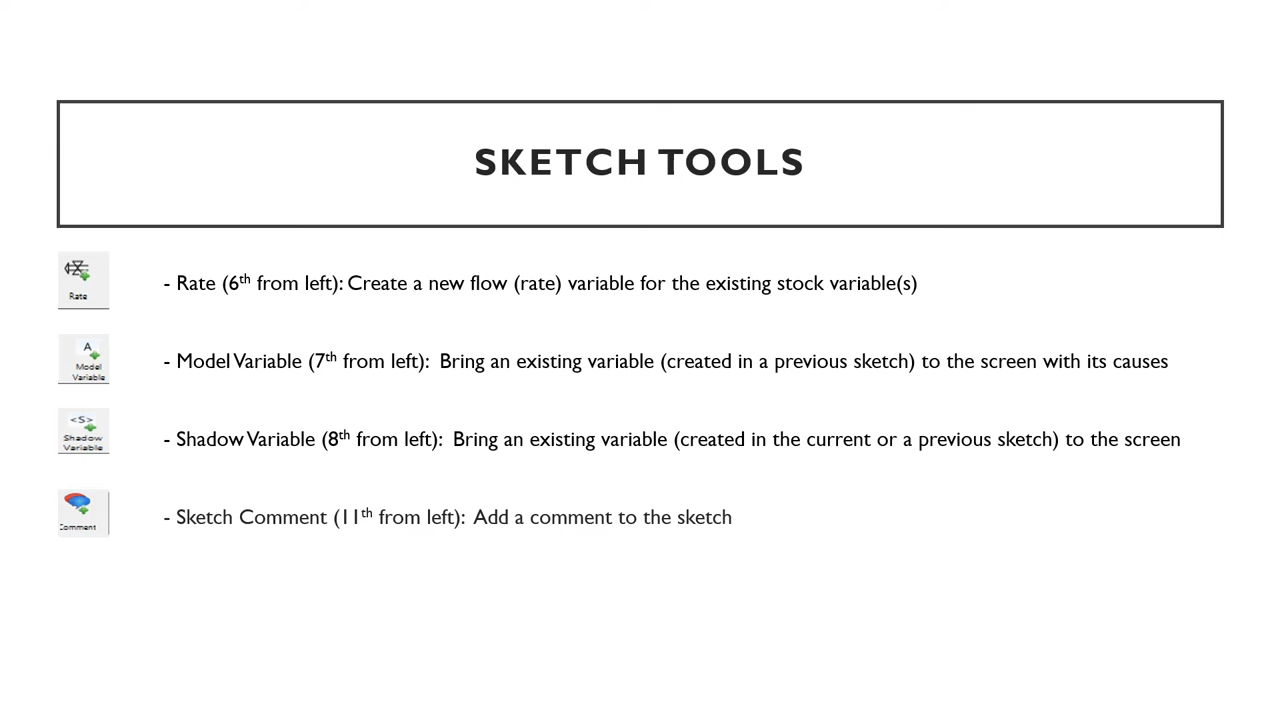 SKETCH TOOLS
Rate
- Rate (6th from left): Create a new flow (rate) variable for the existing stock variable(s)
A
Model
Variable
- Model Variable (7th from left): Bring an existing variable (created in a previous sketch) to the screen with its causes
<S>
Shadow
Variable
- Shadow Variable (8th from left): Bring an existing variable (created in the current or a previous sketch) to the screen
Comment
- Sketch Comment (11th from left): Add a comment to the sketch